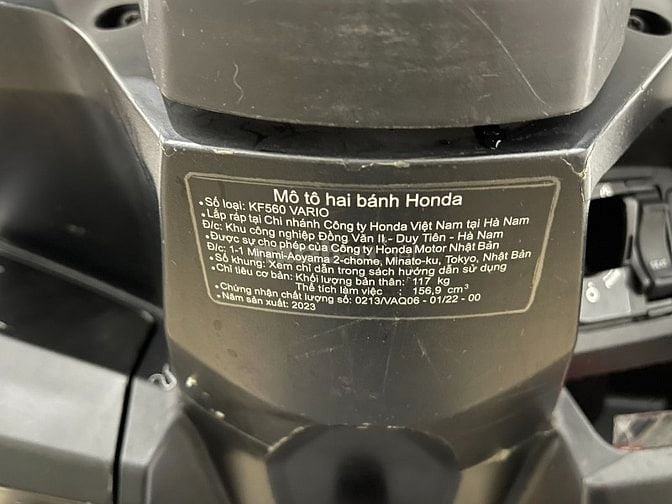 Mô tô hai bánh Honda
• Số loại: KF560 VARIO
• Lắp ráp tại Chi nhánh Công ty Honda Việt Nam tại Hà Nam
Đ/c: Khu công nghiệp Đồng Văn II - Duy Tiên - Hà Nam
• Được sự cho phép của Công ty Honda Motor Nhật Bản
Đ/c: 1-1 Minami-Aoyama 2-chome, Minato-ku, Tokyo, Nhật Bản
• Số khung: Xem chỉ dẫn trong sách hướng dẫn sử dụng
• Chỉ tiêu cơ bản: Khối lượng bản thân: 117 kg
Thể tích làm việc : 156,9 cm³
• Chứng nhận chất lượng số: 0213/VAQ06 - 01/22 - 00
• Năm sản xuất: 2023